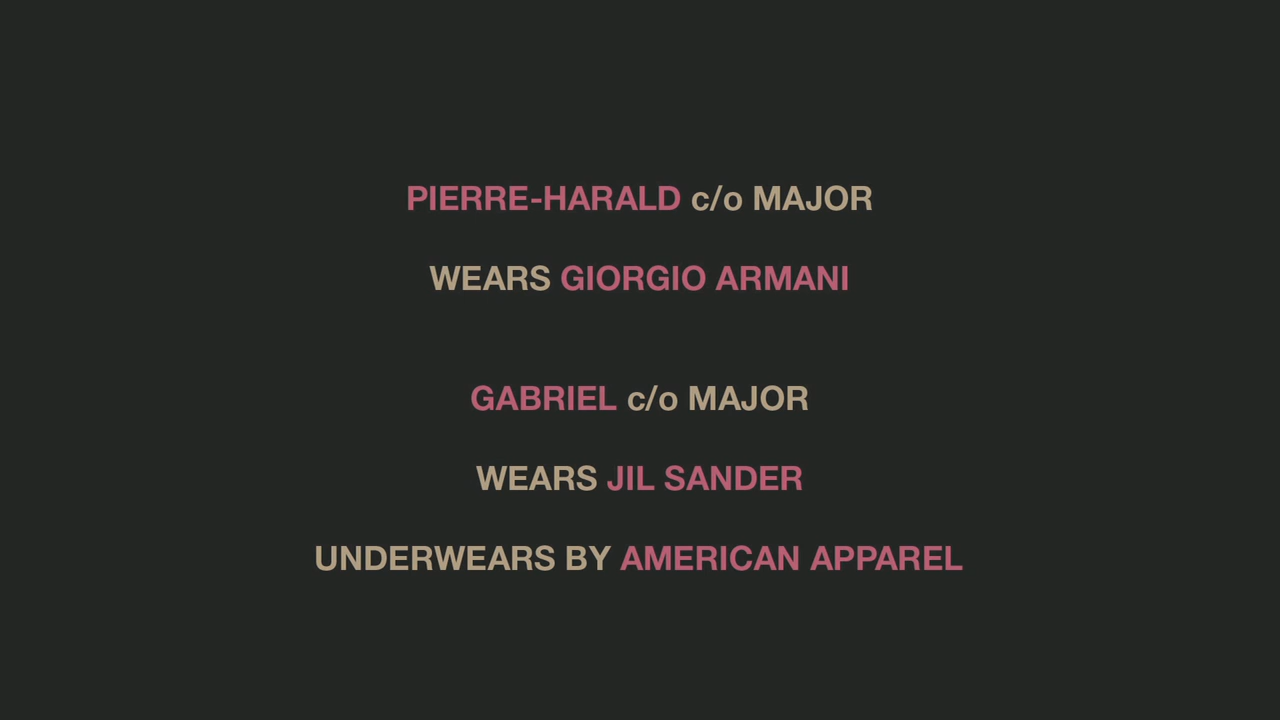 PIERRE-HARALD c/o MAJOR
WEARS GIORGIO ARMANI
GABRIEL c/o MAJOR
WEARS JIL SANDER
UNDERWEARS BY AMERICAN APPAREL